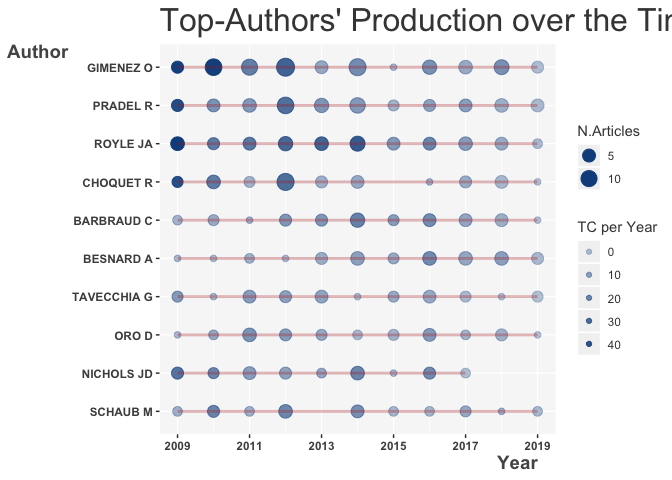 Top-Authors' Production over the Tir
Author
GIMENEZ O
PRADEL R
ROYLE JA
CHOQUET R
BARBRAUD C
BESNARD A
TAVECCHIA G
ORO D
NICHOLS JD
SCHAUB M
2009 2011 2013 2015 2017 2019
Year
N.Articles
5
10
TC per Year
0
10
20
30
40